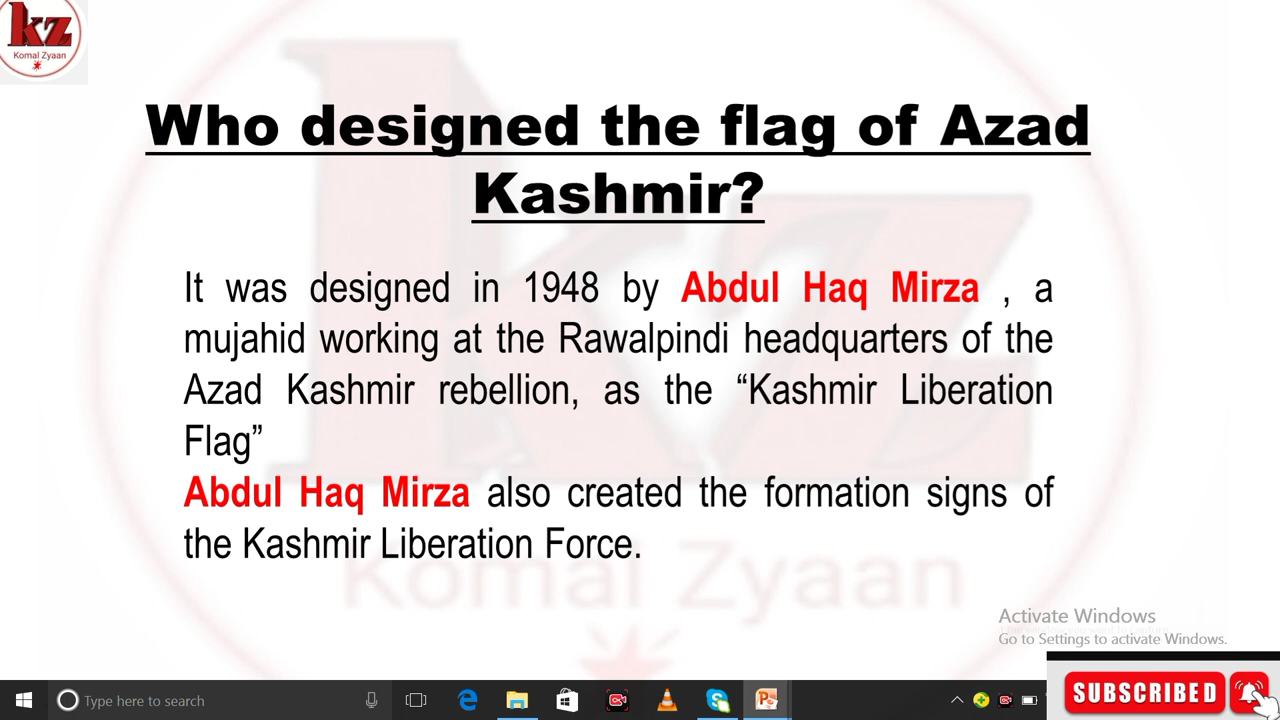 kz
Komal Zyaan
Who designed the flag of Azad
Kashmir?
It was designed in 1948 by Abdul Haq Mirza , a
mujahid working at the Rawalpindi headquarters of the
Azad Kashmir rebellion, as the “Kashmir Liberation
Flag”
Abdul Haq Mirza also created the formation signs of
the Kashmir Liberation Force.
kz
Komal Zyaan
Activate Windows
Go to Settings to activate Windows.
Type here to search
SUBSCRIBED